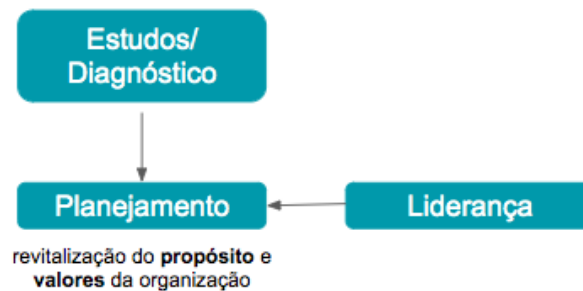 Estudos/
Diagnóstico
Planejamento
Liderança
revitalização do propósito e
valores da organização